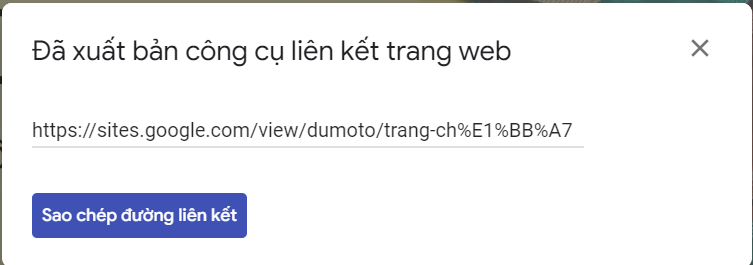 Đã xuất bản công cụ liên kết trang web
https://sites.google.com/view/dumoto/trang-ch%E1%BB%A7
Sao chép đường liên kết